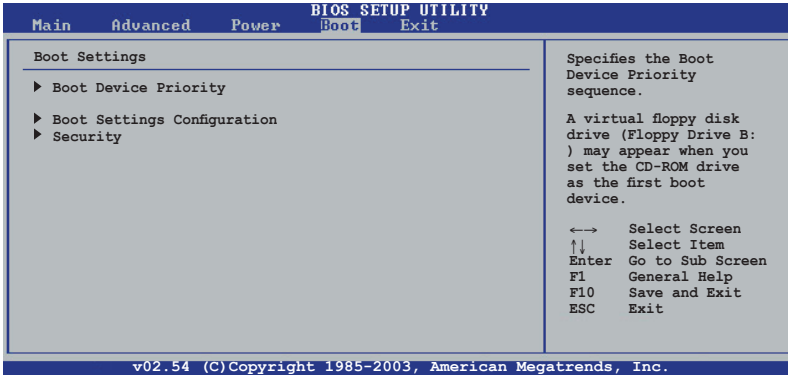 BIOS SETUP UTILITY
Main Advanced Power Boot Exit
Boot Settings
Boot Device Priority
Boot Settings Configuration
Security
Specifies the Boot
Device Priority
sequence.
A virtual floppy disk
drive (Floppy Drive B:
) may appear when you
set the CD-ROM drive
as the first boot
device.
←→ Select Screen
↑↓ Select Item
Enter Go to Sub Screen
F1 General Help
F10 Save and Exit
ESC Exit
v02.54 (C)Copyright 1985-2003, American Megatrends, Inc.